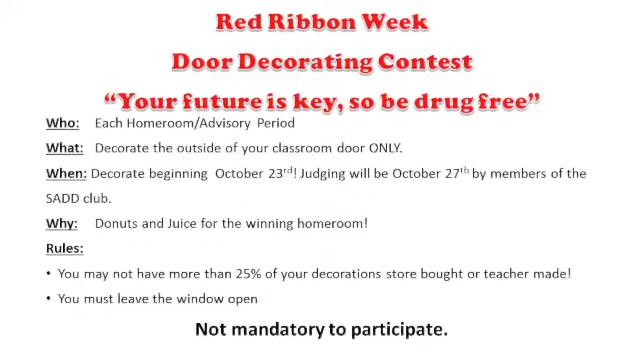 Red Ribbon Week
Door Decorating Contest
“Your future is key, so be drug free”
Who: Each Homeroom/Advisory Period
What: Decorate the outside of your classroom door ONLY.
When: Decorate beginning October 23rd! Judging will be October 27th by members of the
SADD club.
Why: Donuts and Juice for the winning homeroom!
Rules:
• You may not have more than 25% of your decorations store bought or teacher made!
• You must leave the window open
Not mandatory to participate.